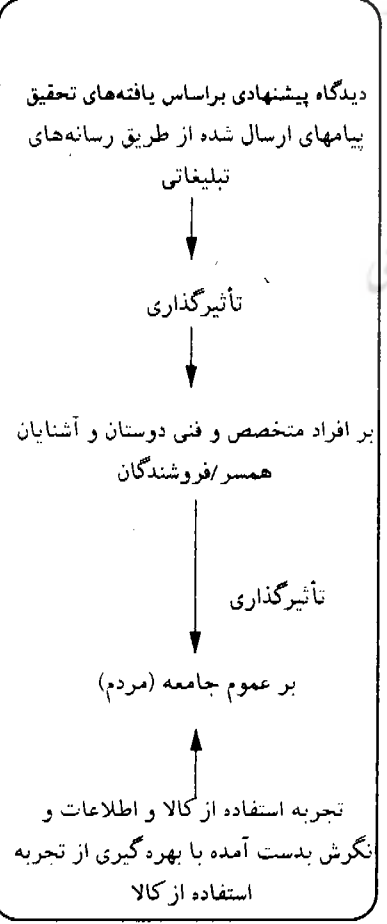 دیدگاه پیشنهادی براساس یافته‌های تحقیق
پیامهای ارسال شده از طریق رسانه‌های
تبلیغاتی
تأثیرگذاری
بر افراد متخصص و فنی دوستان و آشنایان
همسر/فروشندگان
تأثیرگذاری
بر عموم جامعه (مردم)
تجربه استفاده از کالا و اطلاعات و
نگرش بدست آمده با بهره گیری از تجربه
استفاده از کالا